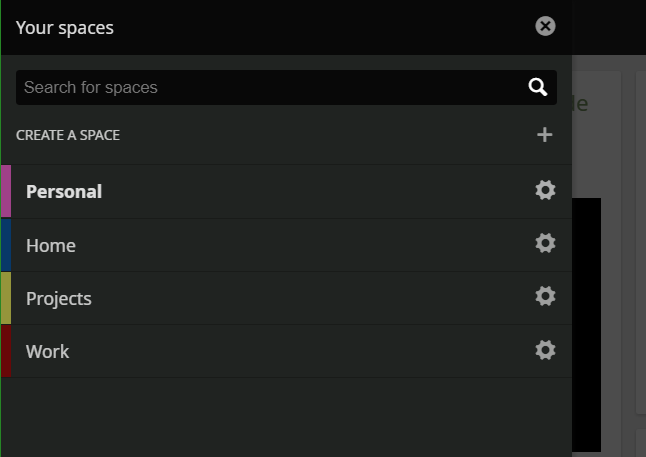 Your spaces
Search for spaces
CREATE A SPACE
Personal
Home
Projects
Work